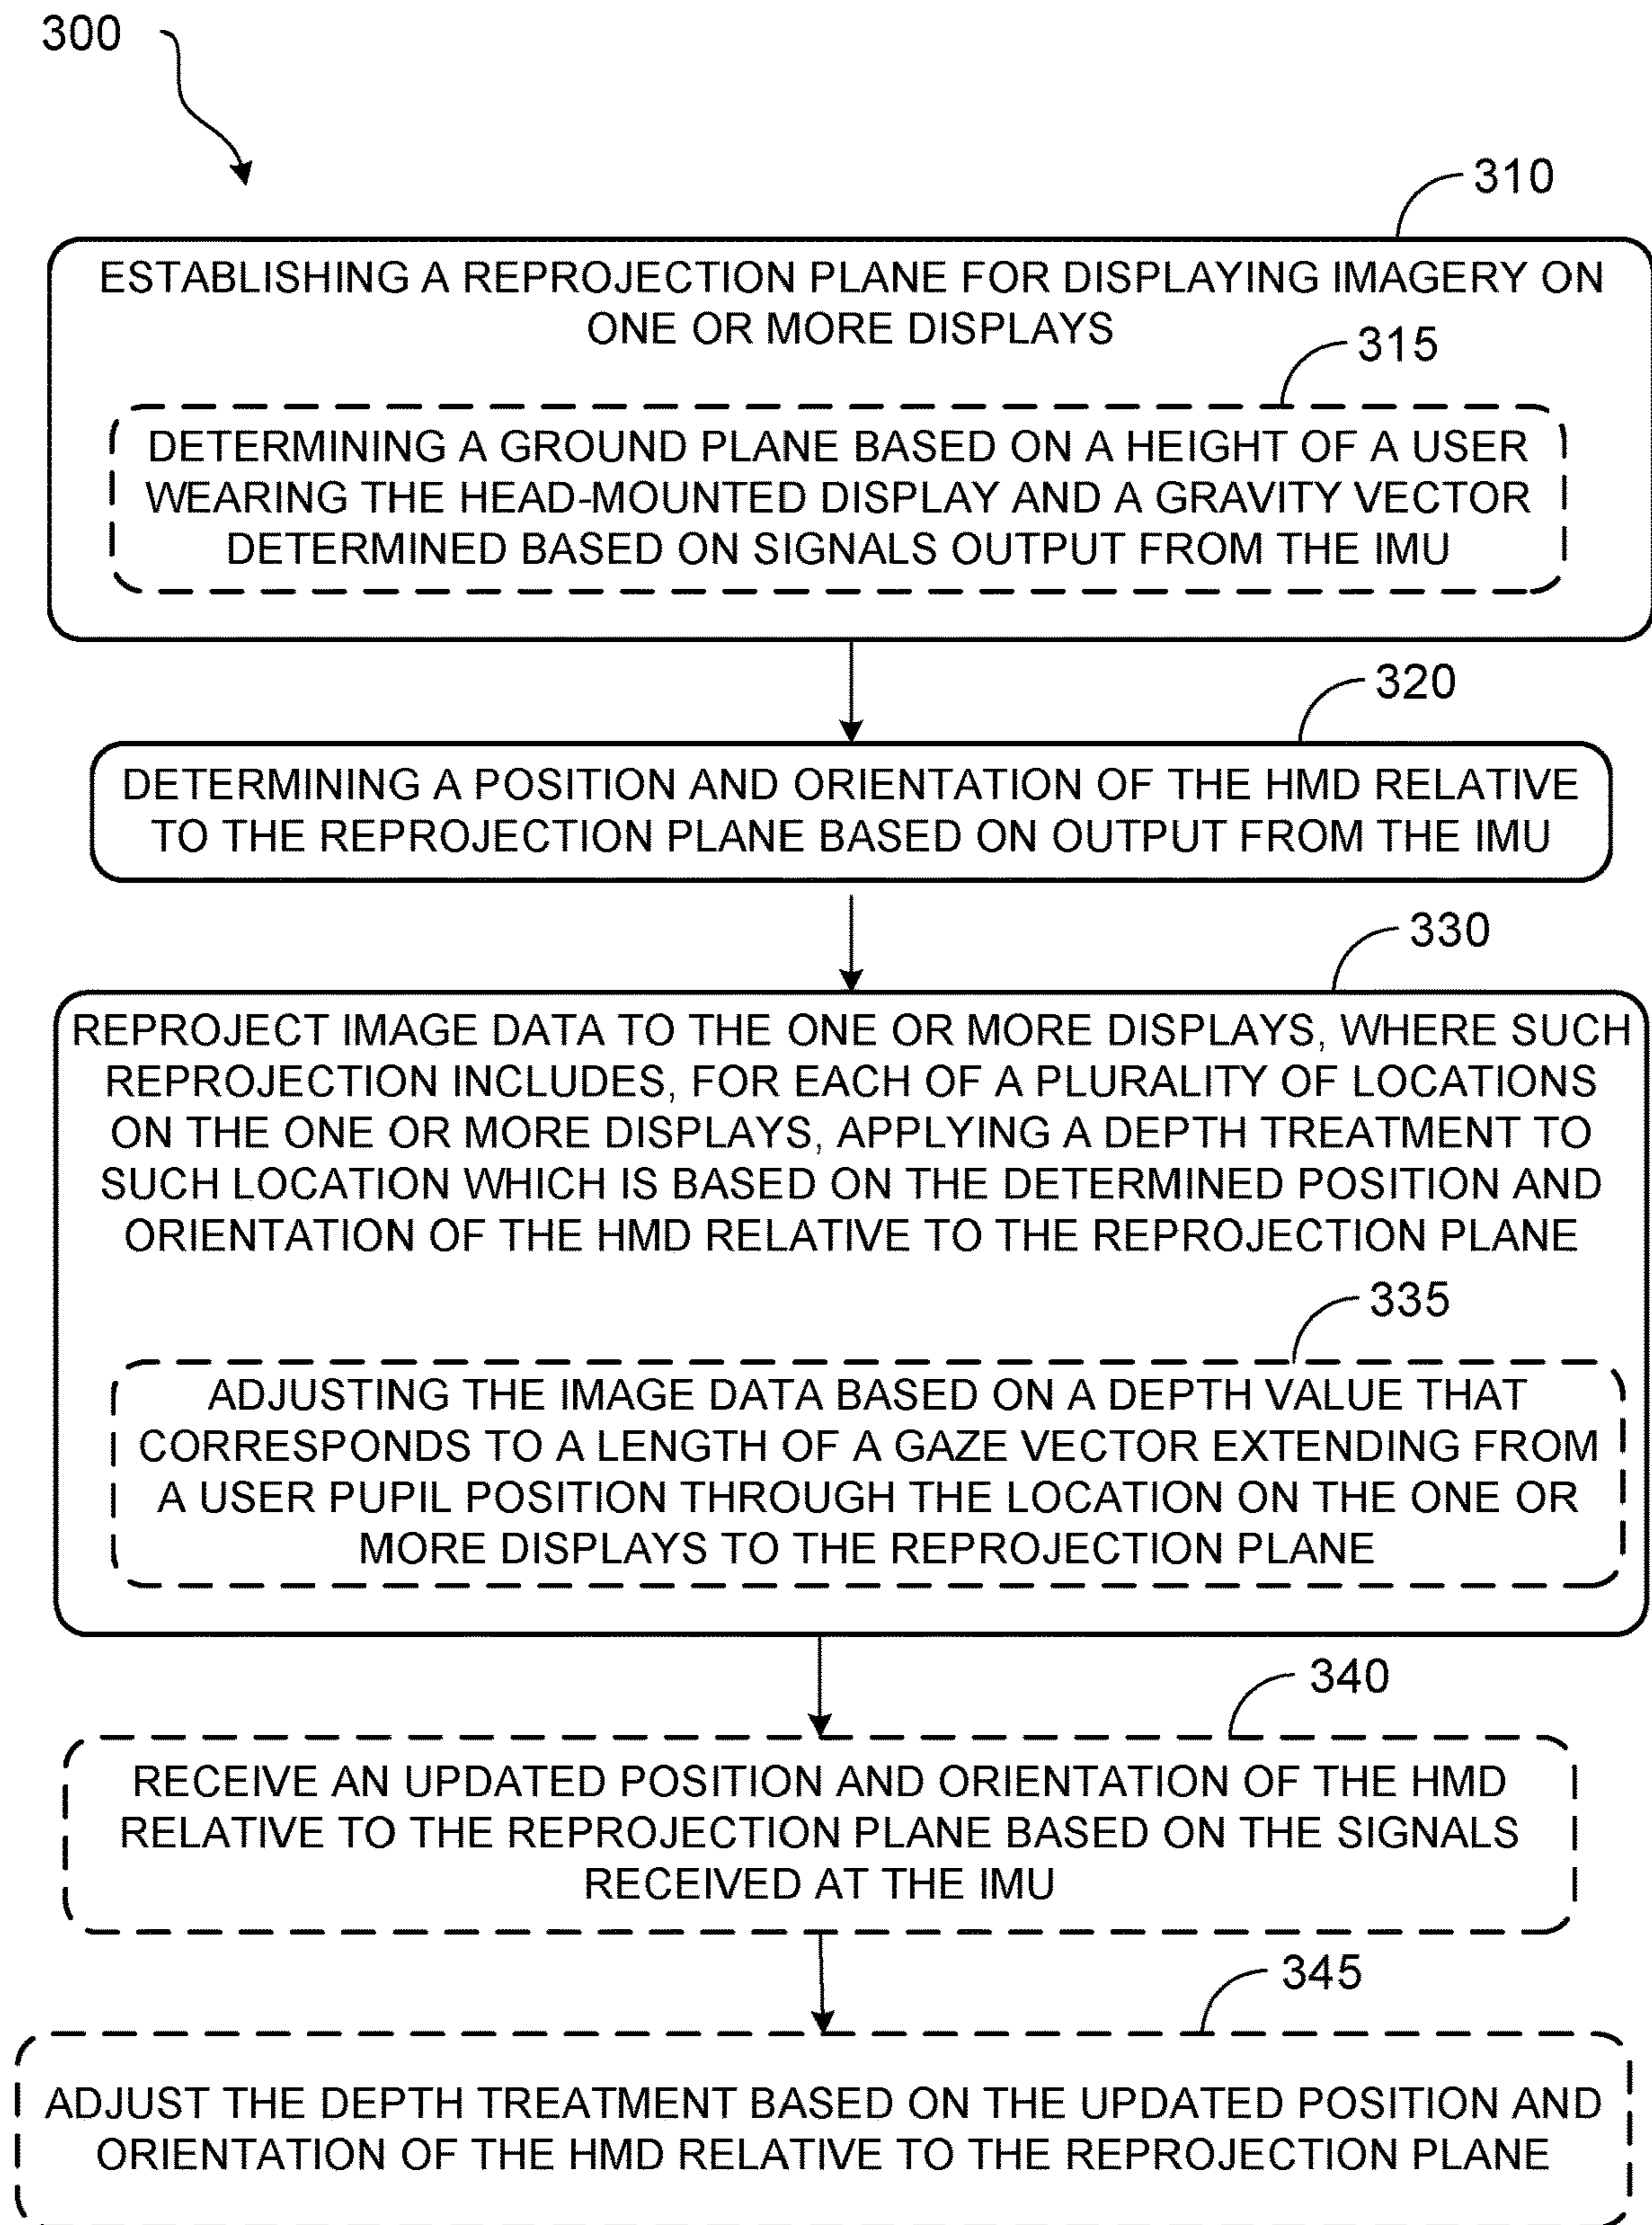 300
310
ESTABLISHING A REPROJECTION PLANE FOR DISPLAYING IMAGERY ON
ONE OR MORE DISPLAYS
315
DETERMINING A GROUND PLANE BASED ON A HEIGHT OF A USER
WEARING THE HEAD-MOUNTED DISPLAY AND A GRAVITY VECTOR
DETERMINED BASED ON SIGNALS OUTPUT FROM THE IMU
320
DETERMINING A POSITION AND ORIENTATION OF THE HMD RELATIVE
TO THE REPROJECTION PLANE BASED ON OUTPUT FROM THE IMU
330
REPROJECT IMAGE DATA TO THE ONE OR MORE DISPLAYS, WHERE SUCH
REPROJECTION INCLUDES, FOR EACH OF A PLURALITY OF LOCATIONS
ON THE ONE OR MORE DISPLAYS, APPLYING A DEPTH TREATMENT TO
SUCH LOCATION WHICH IS BASED ON THE DETERMINED POSITION AND
ORIENTATION OF THE HMD RELATIVE TO THE REPROJECTION PLANE
335
ADJUSTING THE IMAGE DATA BASED ON A DEPTH VALUE THAT
CORRESPONDS TO A LENGTH OF A GAZE VECTOR EXTENDING FROM
A USER PUPIL POSITION THROUGH THE LOCATION ON THE ONE OR
MORE DISPLAYS TO THE REPROJECTION PLANE
340
RECEIVE AN UPDATED POSITION AND ORIENTATION OF THE HMD
RELATIVE TO THE REPROJECTION PLANE BASED ON THE SIGNALS
RECEIVED AT THE IMU
345
ADJUST THE DEPTH TREATMENT BASED ON THE UPDATED POSITION AND
ORIENTATION OF THE HMD RELATIVE TO THE REPROJECTION PLANE